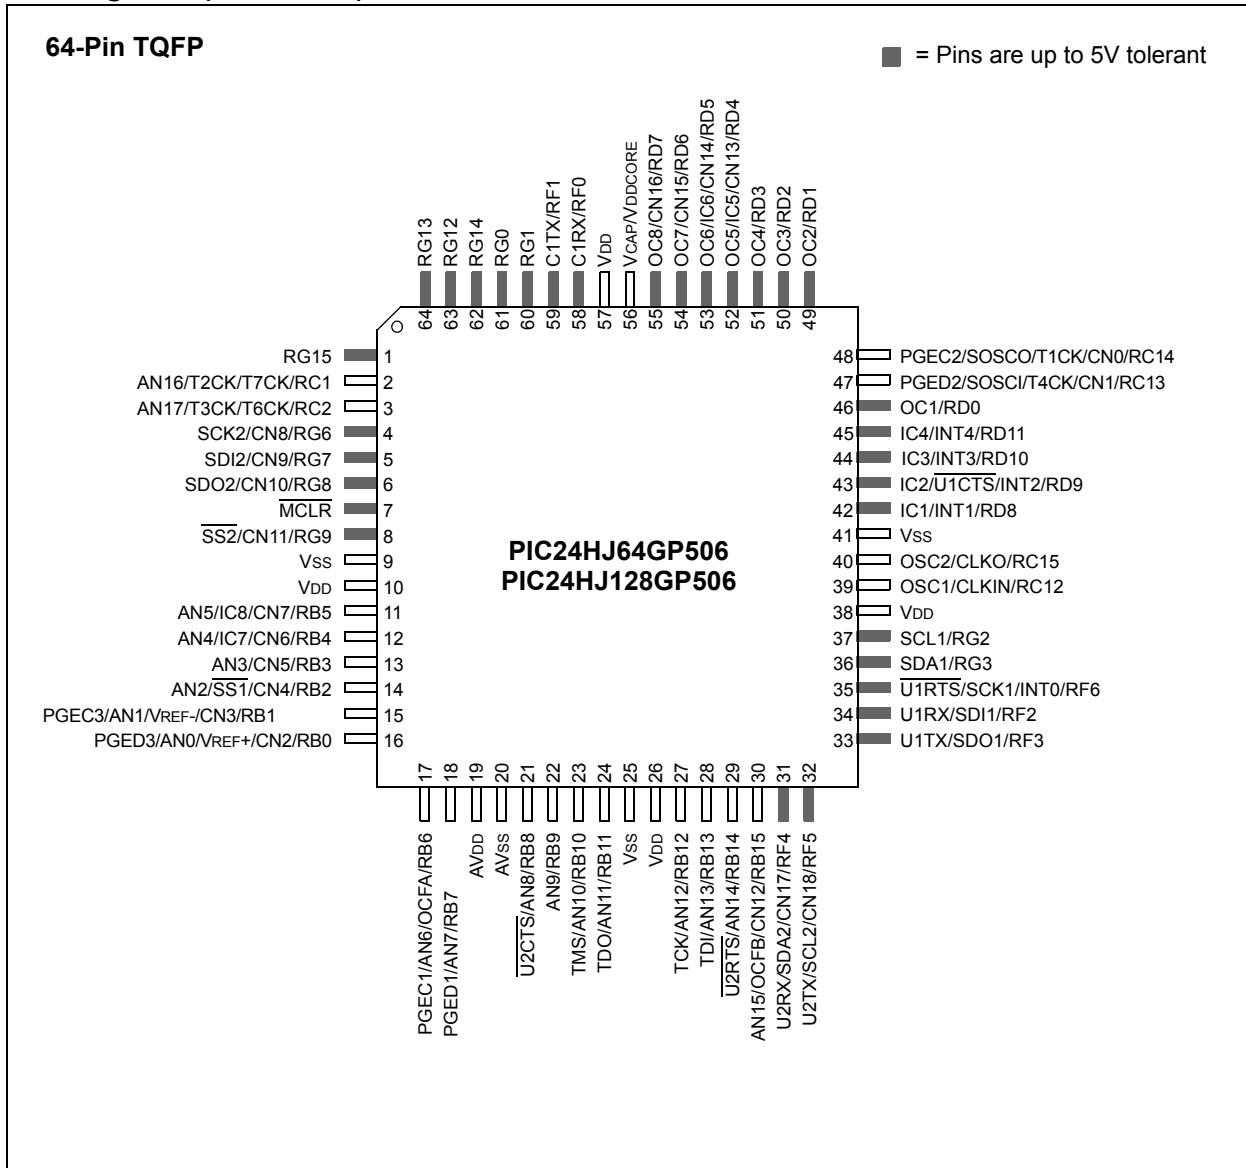 64-Pin TQFP
= Pins are up to 5V tolerant
64 RG13
63 RG12
62 RG14
61 RG0
60 RG1
59 C1TX/RF1
58 C1RX/RF0
57 VDD
56 VCAP/VDDCORE
55 OC8/CN16/RD7
54 OC7/CN15/RD6
53 OC6/IC6/CN14/RD5
52 OC5/IC5/CN13/RD4
51 OC4/RD3
50 OC3/RD2
49 OC2/RD1
RG15 1
AN16/T2CK/T7CK/RC1 2
AN17/T3CK/T6CK/RC2 3
SCK2/CN8/RG6 4
SDI2/CN9/RG7 5
SDO2/CN10/RG8 6
MCLR 7
SS2/CN11/RG9 8
VSS 9
VDD 10
AN5/IC8/CN7/RB5 11
AN4/IC7/CN6/RB4 12
AN3/CN5/RB3 13
AN2/SS1/CN4/RB2 14
PGEC3/AN1/VREF-/CN3/RB1 15
PGED3/AN0/VREF+/CN2/RB0 16
PIC24HJ64GP506
PIC24HJ128GP506
48 PGEC2/SOSCO/T1CK/CN0/RC14
47 PGED2/SOSCI/T4CK/CN1/RC13
46 OC1/RD0
45 IC4/INT4/RD11
44 IC3/INT3/RD10
43 IC2/U1CTS/INT2/RD9
42 IC1/INT1/RD8
41 VSS
40 OSC2/CLKO/RC15
39 OSC1/CLKIN/RC12
38 VDD
37 SCL1/RG2
36 SDA1/RG3
35 U1RTS/SCK1/INT0/RF6
34 U1RX/SDI1/RF2
33 U1TX/SDO1/RF3
17 PGEC1/AN6/OCFA/RB6
18 PGED1/AN7/RB7
19 AVDD
20 AVSS
21 U2CTS/AN8/RB8
22 AN9/RB9
23 TMS/AN10/RB10
24 TDO/AN11/RB11
25 VSS
26 VDD
27 TCK/AN12/RB12
28 TDI/AN13/RB13
29 U2RTS/AN14/RB14
30 AN15/OCFB/CN12/RB15
31 U2RX/SDA2/CN17/RF4
32 U2TX/SCL2/CN18/RF5